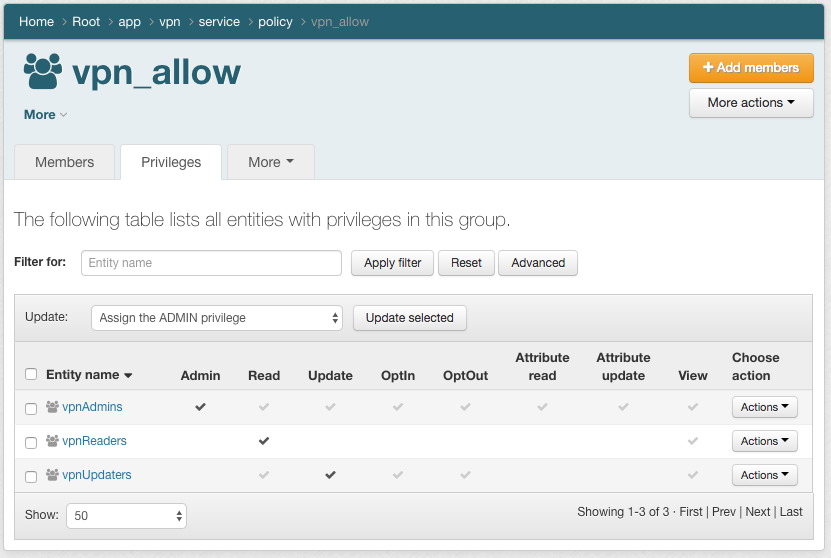 Home > Root > app > vpn > service > policy > vpn_allow
vpn_allow
+ Add members
More actions
More
Members Privileges More
The following table lists all entities with privileges in this group.
Filter for: Entity name Apply filter Reset Advanced
Update: Assign the ADMIN privilege Update selected
Entity name Admin Read Update OptIn OptOut Attribute read Attribute update View Choose action
vpnAdmins ✔ ✔ ✔ ✔ ✔ ✔ ✔ ✔ Actions
vpnReaders ✔ ✔ Actions
vpnUpdaters ✔ ✔ ✔ ✔ ✔ Actions
Show: 50 Showing 1-3 of 3 · First | Prev | Next | Last